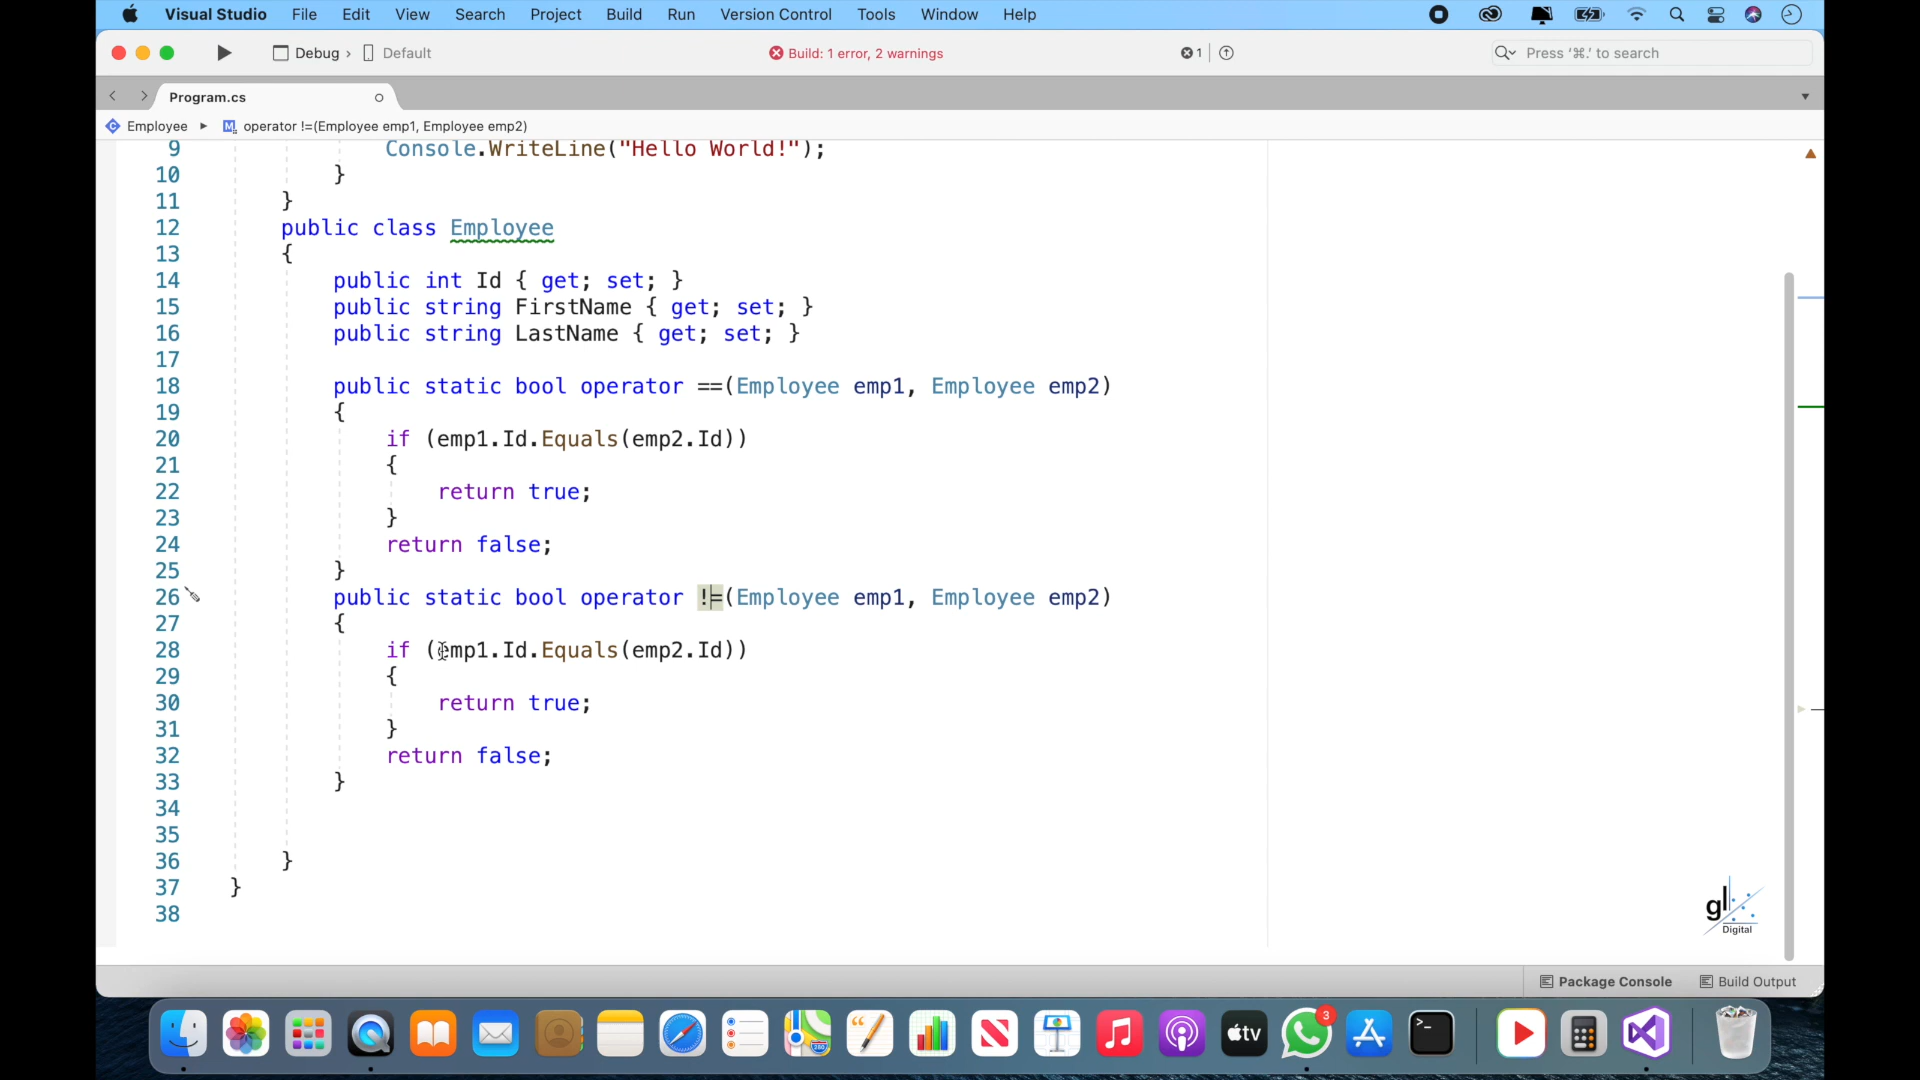 Visual Studio File Edit View Search Project Build Run Version Control Tools Window Help
Debug › Default
Build: 1 error, 2 warnings
1
Press '⌘.' to search
Program.cs
Employee ▸ M operator !=(Employee emp1, Employee emp2)
9 Console.WriteLine("Hello World!");
10 }
11 }
12 public class Employee
13 {
14 public int Id { get; set; }
15 public string FirstName { get; set; }
16 public string LastName { get; set; }
17
18 public static bool operator ==(Employee emp1, Employee emp2)
19 {
20 if (emp1.Id.Equals(emp2.Id))
21 {
22 return true;
23 }
24 return false;
25 }
26 public static bool operator !=(Employee emp1, Employee emp2)
27 {
28 if (emp1.Id.Equals(emp2.Id))
29 {
30 return true;
31 }
32 return false;
33 }
34
35
36 }
37 }
38
gl
Digital
Package Console Build Output
3
tv